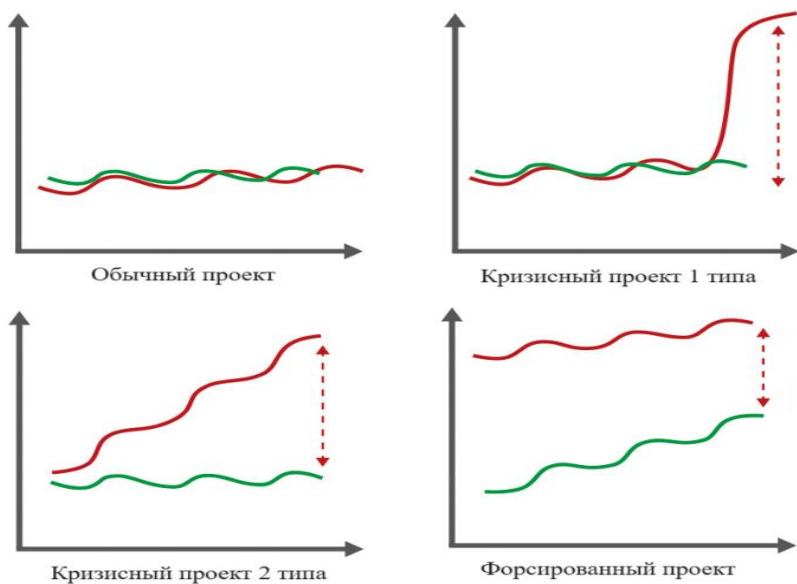 Обычный проект
Кризисный проект 1 типа
Кризисный проект 2 типа
Форсированный проект